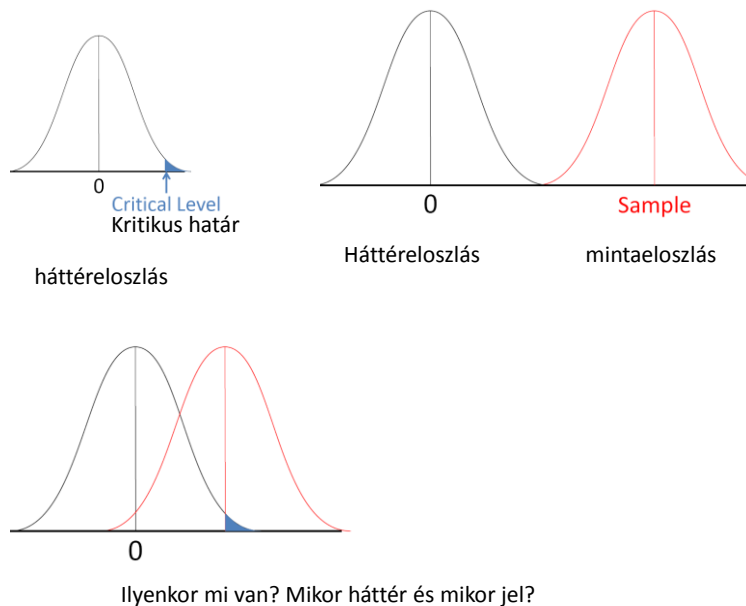 0
Critical Level
Kritikus határ
háttéreloszlás
0
Sample
Háttéreloszlás
mintaeloszlás
0
Ilyenkor mi van? Mikor háttér és mikor jel?